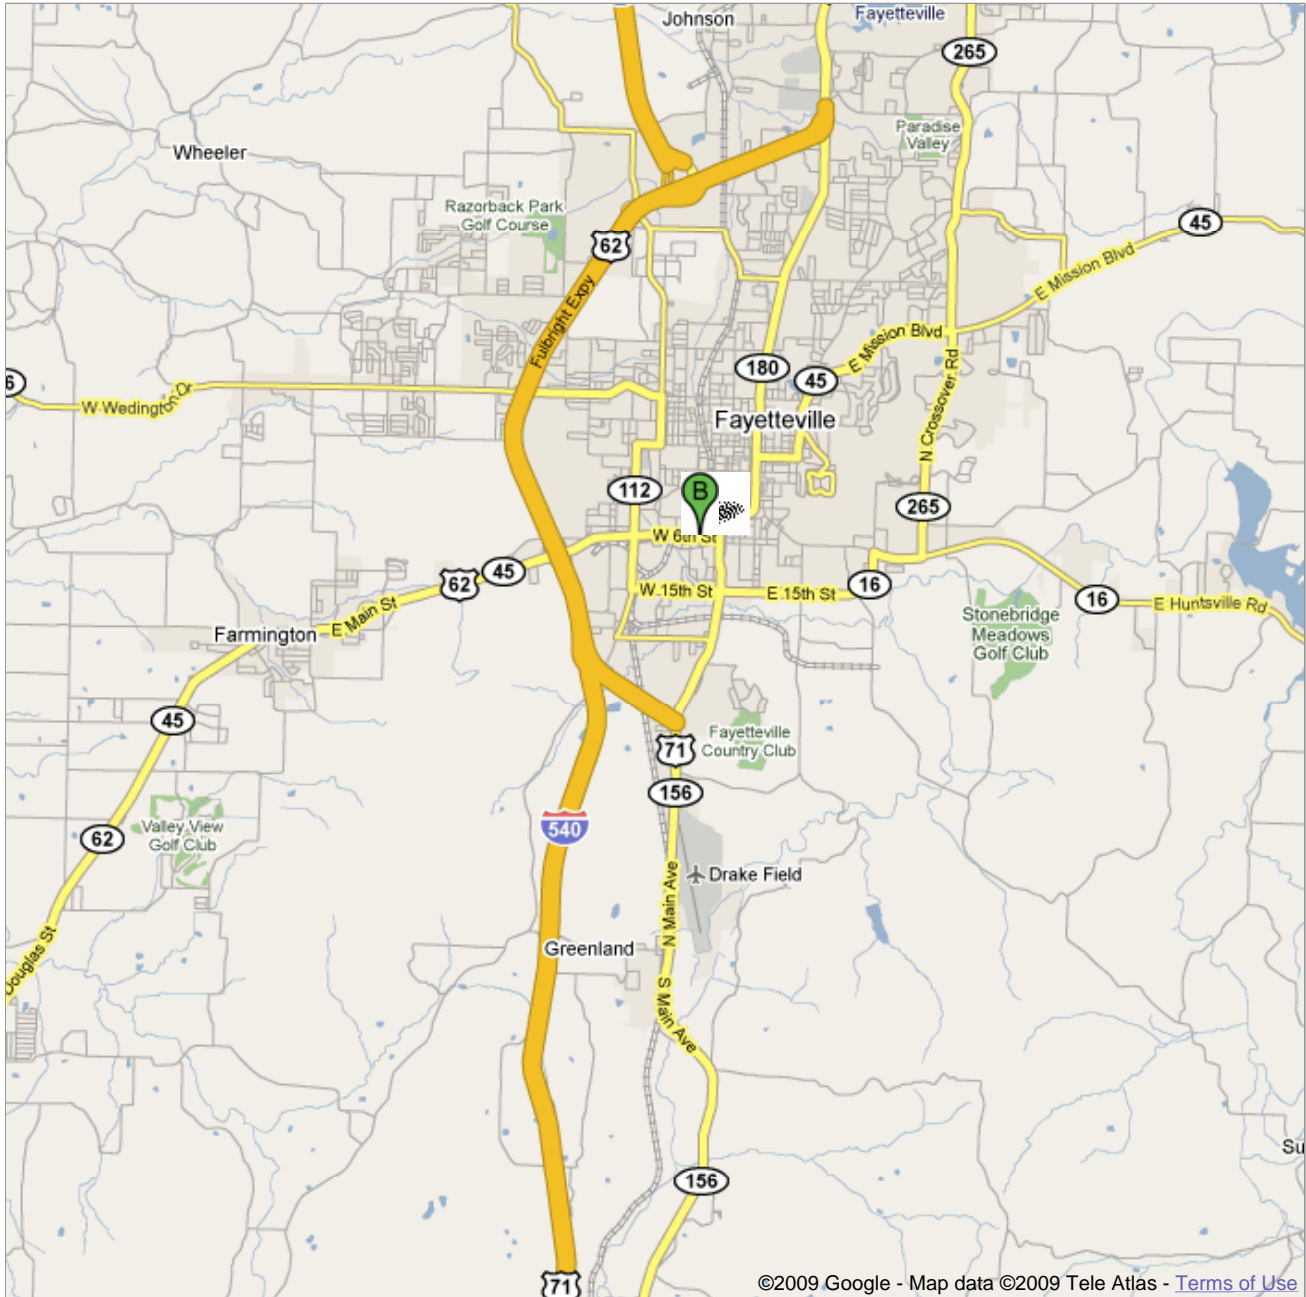 Johnson
Fayetteville
265
Paradise
Valley
Wheeler
Razorback Park
Golf Course
45
62
E Mission Blvd
Fulbright Expy
E Mission Blvd
180
45
6
W Wedington Dr
N Crossover Rd
Fayetteville
112
B
265
W 6th St
45
62
16
W 15th St
E 15th St
16
E Huntsville Rd
E Main St
Farmington
Stonebridge
Meadows
Golf Club
45
Fayetteville
Country Club
71
156
62
Valley View
Golf Club
540
Drake Field
N Main Ave
Douglas St
Greenland
S Main Ave
Su
156
71
©2009 Google - Map data ©2009 Tele Atlas - Terms of Use